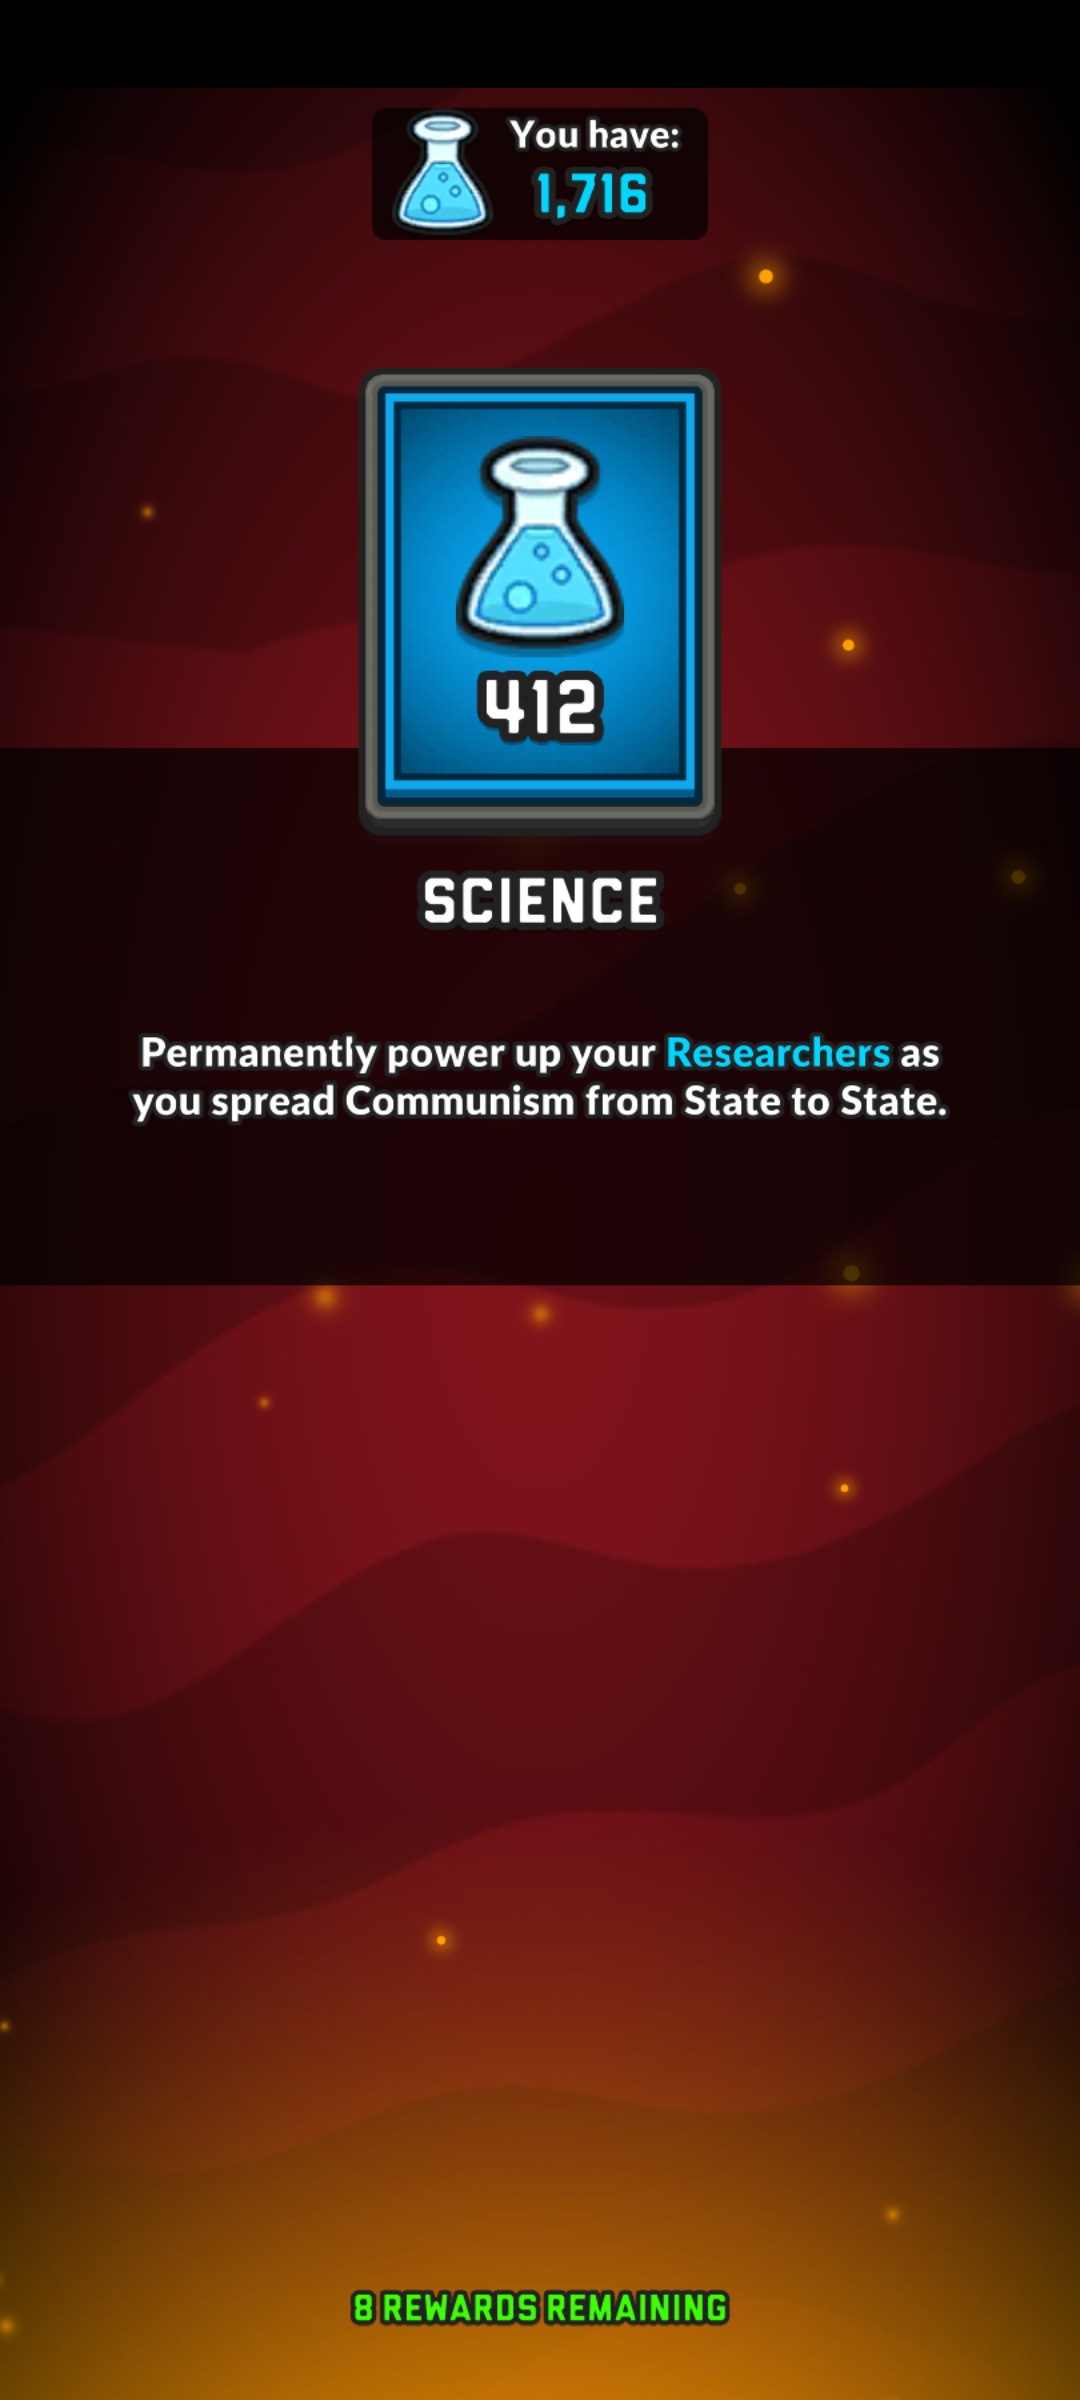 You have:
1,716
412
SCIENCE
Permanently power up your Researchers as
you spread Communism from State to State.
8 REWARDS REMAINING